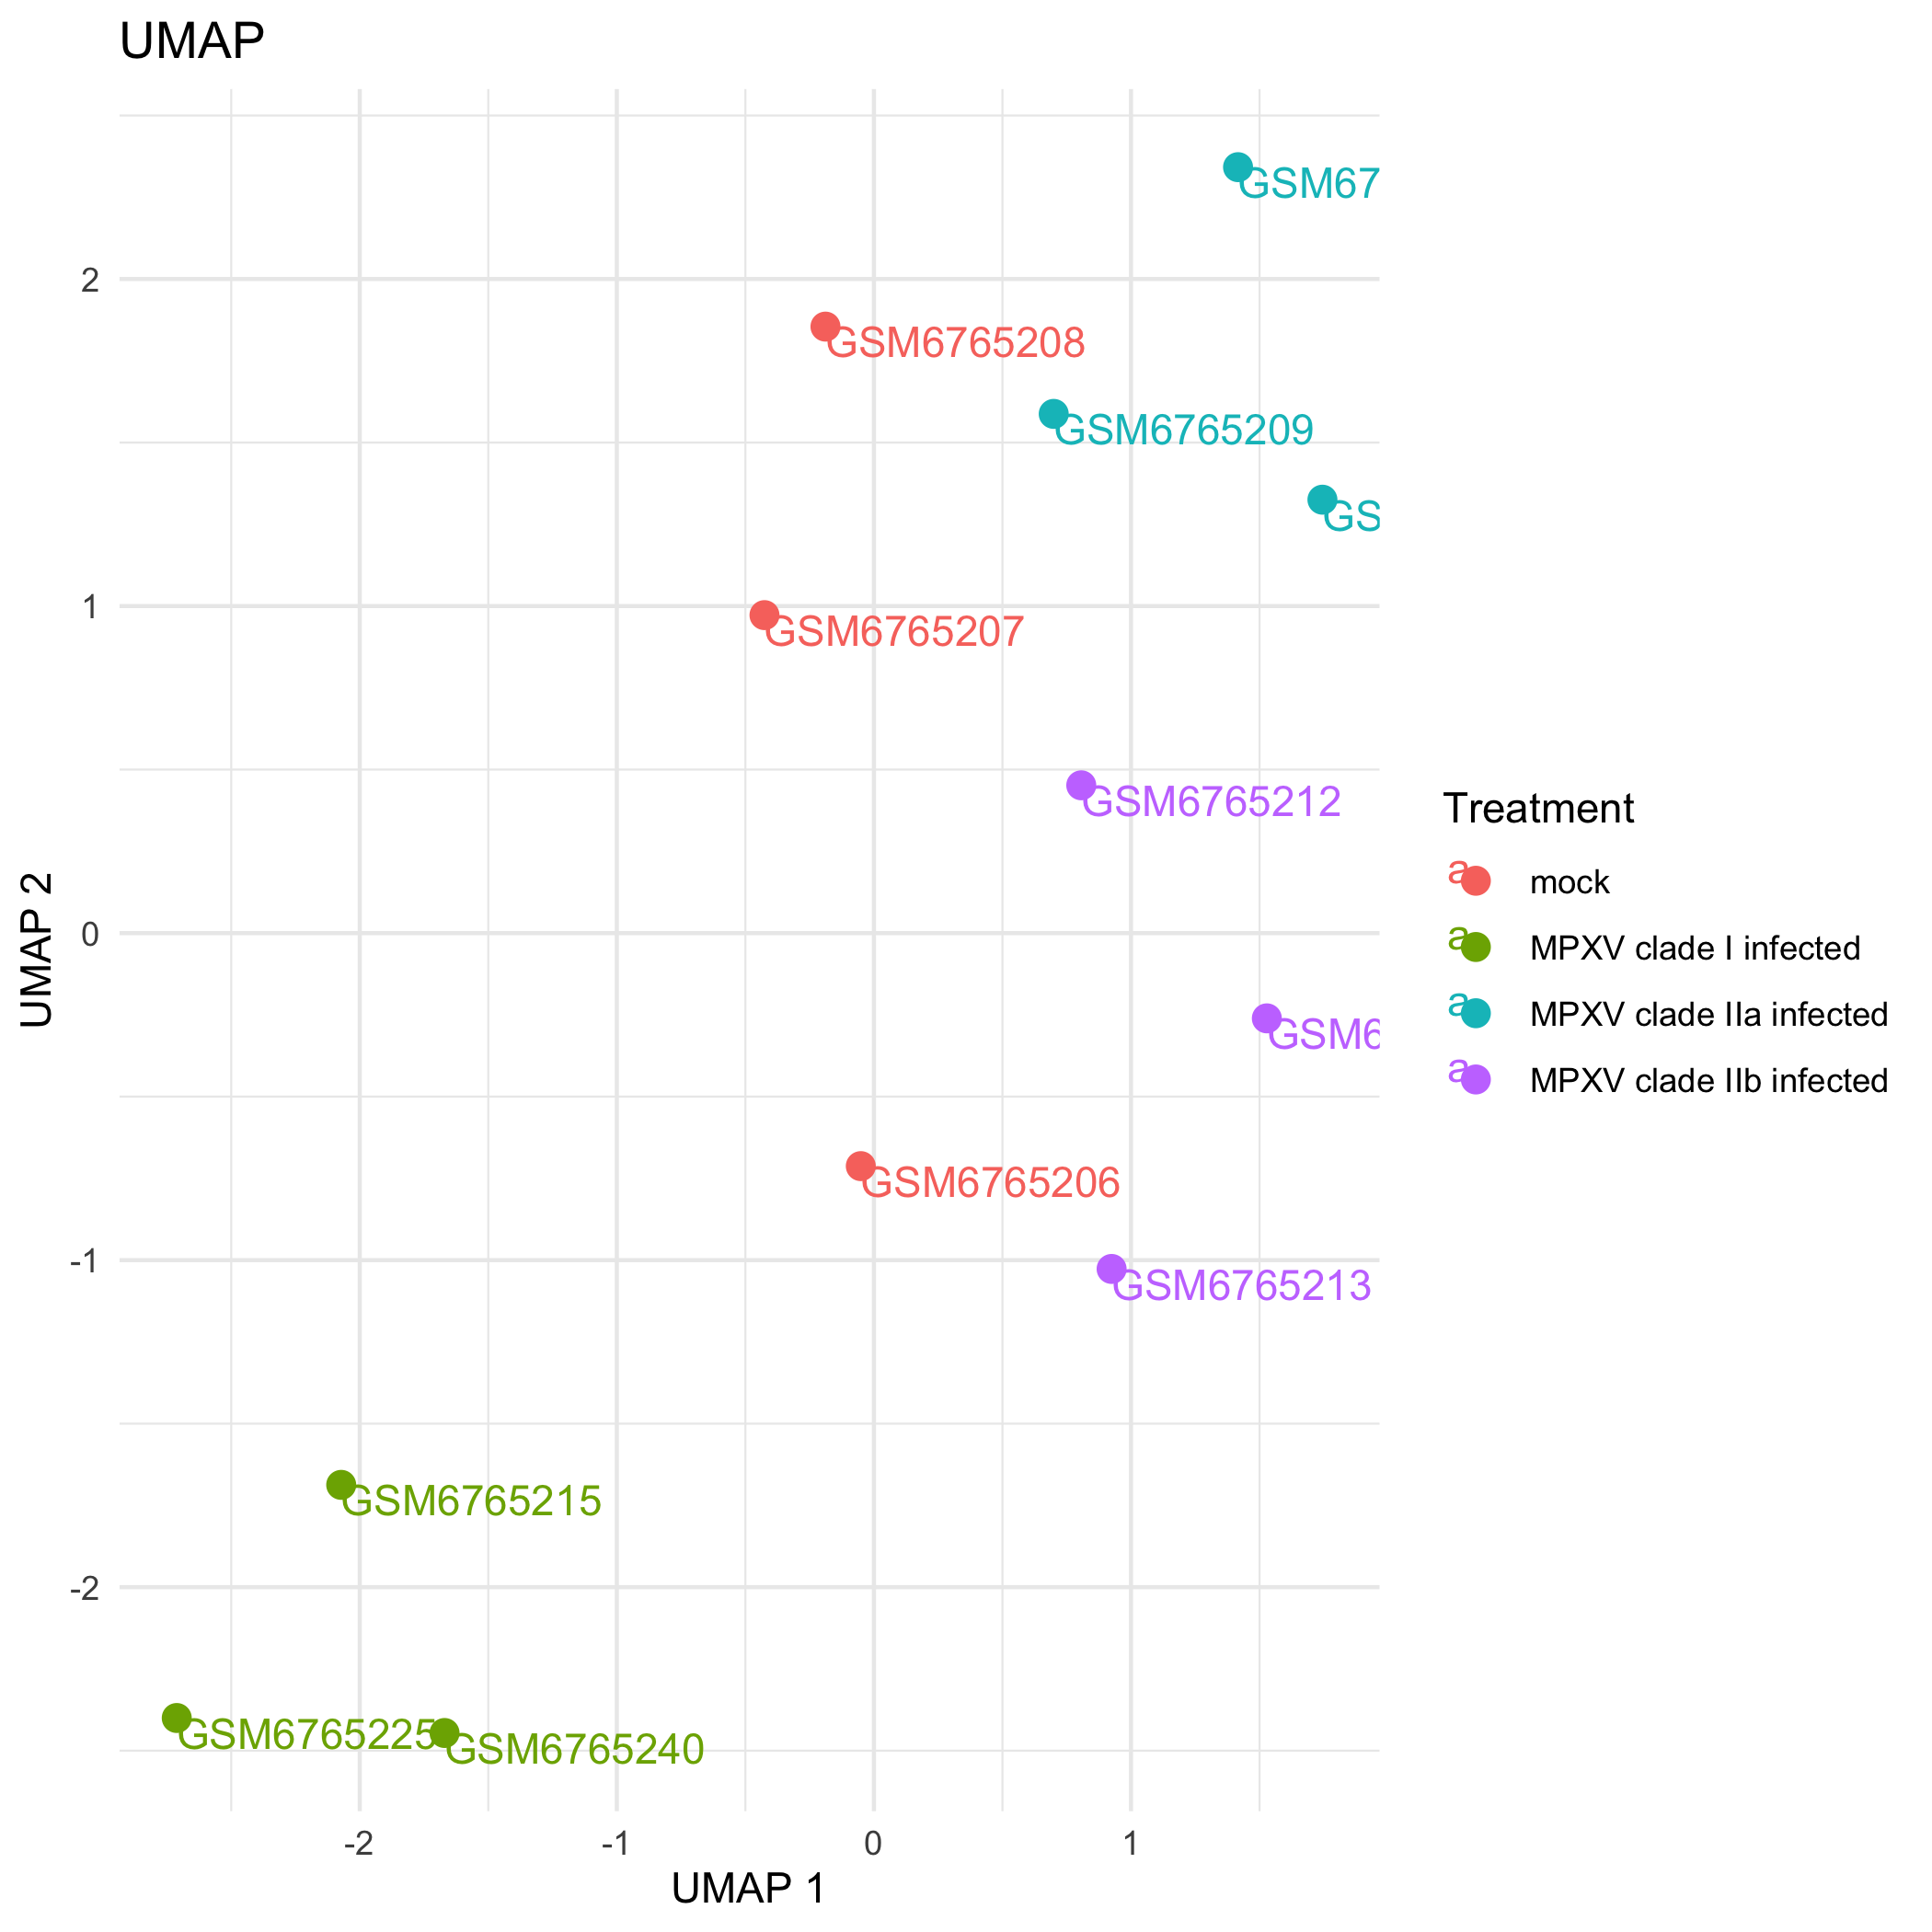 UMAP
GSM67
2
GSM6765208
GSM6765209
GS
1
GSM6765207
GSM6765212
Treatment
a mock
UMAP 2
0
a MPXV clade I infected
a MPXV clade IIa infected
GSM6
a MPXV clade IIb infected
GSM6765206
-1
GSM6765213
GSM6765215
-2
GSM6765225
GSM6765240
-2 -1 0 1
UMAP 1